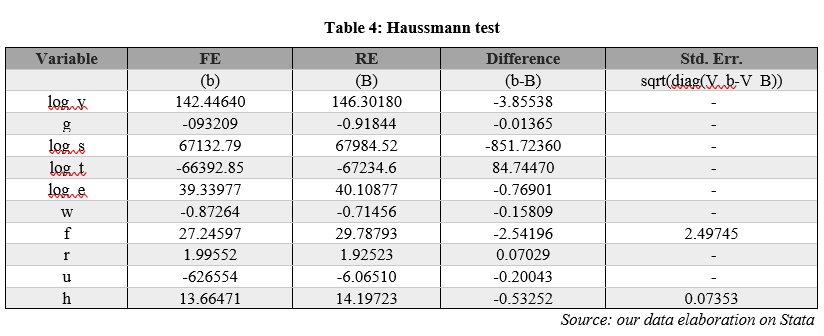 Table 4: Haussmann test
Variable FE RE Difference Std. Err.
(b) (B) (b-B) sqrt(diag(V_b-V_B))
log_y 142.44640 146.30180 -3.85538 -
g -093209 -0.91844 -0.01365 -
log_s 67132.79 67984.52 -851.72360 -
log_t -66392.85 -67234.6 84.74470 -
log_e 39.33977 40.10877 -0.76901 -
w -0.87264 -0.71456 -0.15809 -
f 27.24597 29.78793 -2.54196 2.49745
r 1.99552 1.92523 0.07029 -
u -626554 -6.06510 -0.20043 -
h 13.66471 14.19723 -0.53252 0.07353
Source: our data elaboration on Stata